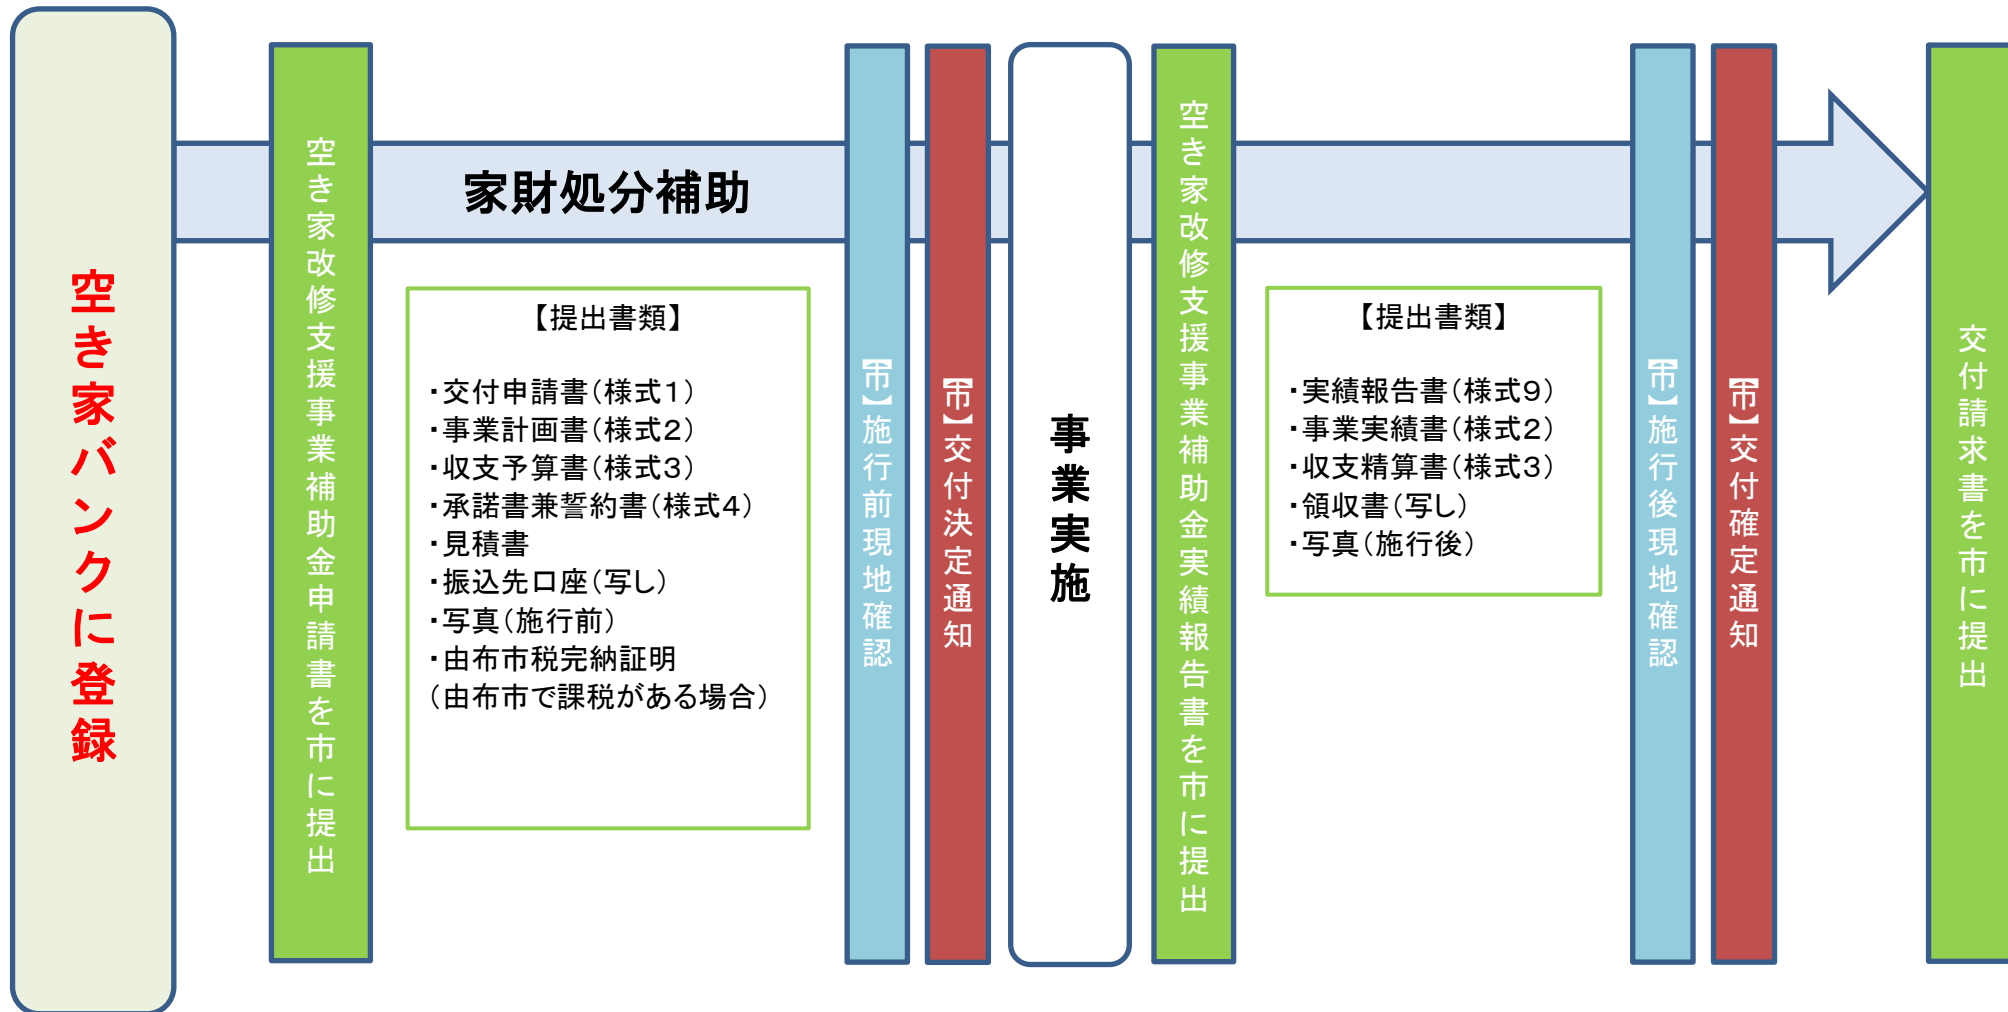 空き家バンクに登録
空き家改修支援事業補助金申請書を市に提出
家財処分補助
【提出書類】
・交付申請書(様式1)
・事業計画書(様式2)
・収支予算書(様式3)
・承諾書兼誓約書(様式4)
・見積書
・振込先口座(写し)
・写真(施行前)
・由布市税完納証明
(由布市で課税がある場合)
【市】施行前現地確認
【市】交付決定通知
事業実施
空き家改修支援事業補助金実績報告書を市に提出
【提出書類】
・実績報告書(様式9)
・事業実績書(様式2)
・収支精算書(様式3)
・領収書(写し)
・写真(施行後)
【市】施行後現地確認
【市】交付確定通知
交付請求書を市に提出